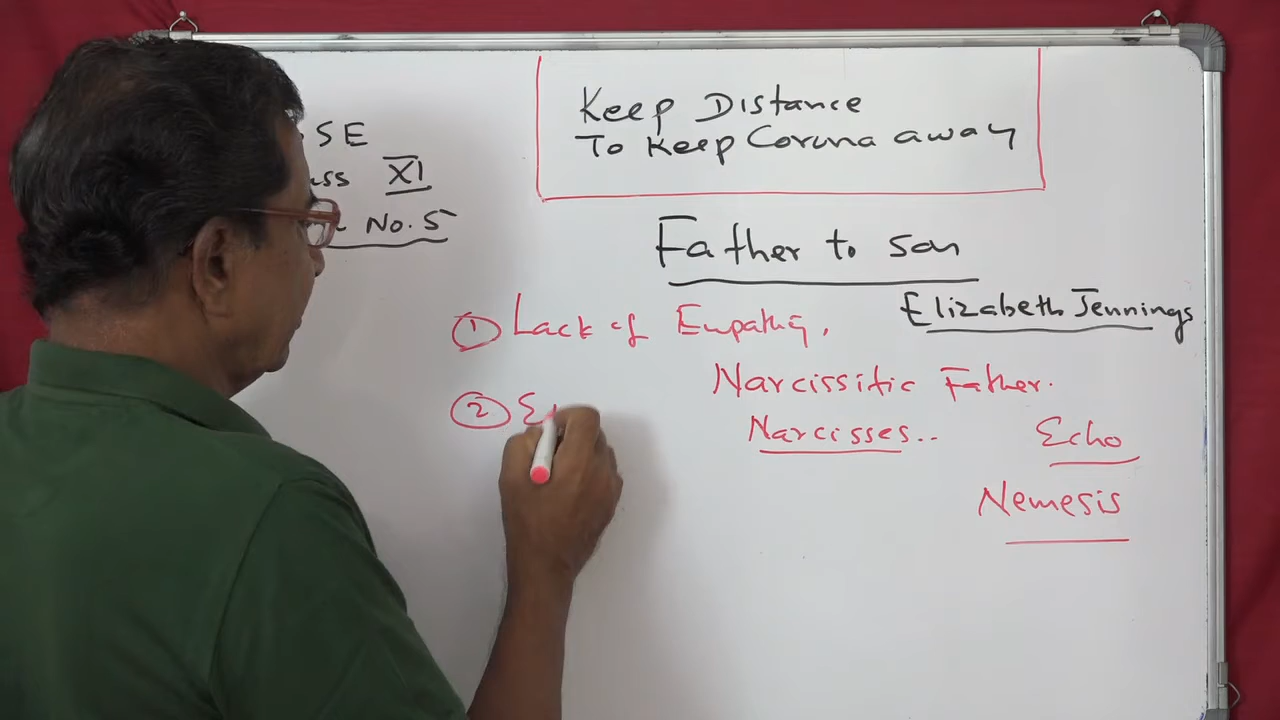 Keep Distance
To Keep Coruna away
SE
XI
No. 5
Father to son
Elizabeth Jennings
① Lack of Empathy.
Narcissitic Father.
② E
Narcisses..
Echo
Nemesis